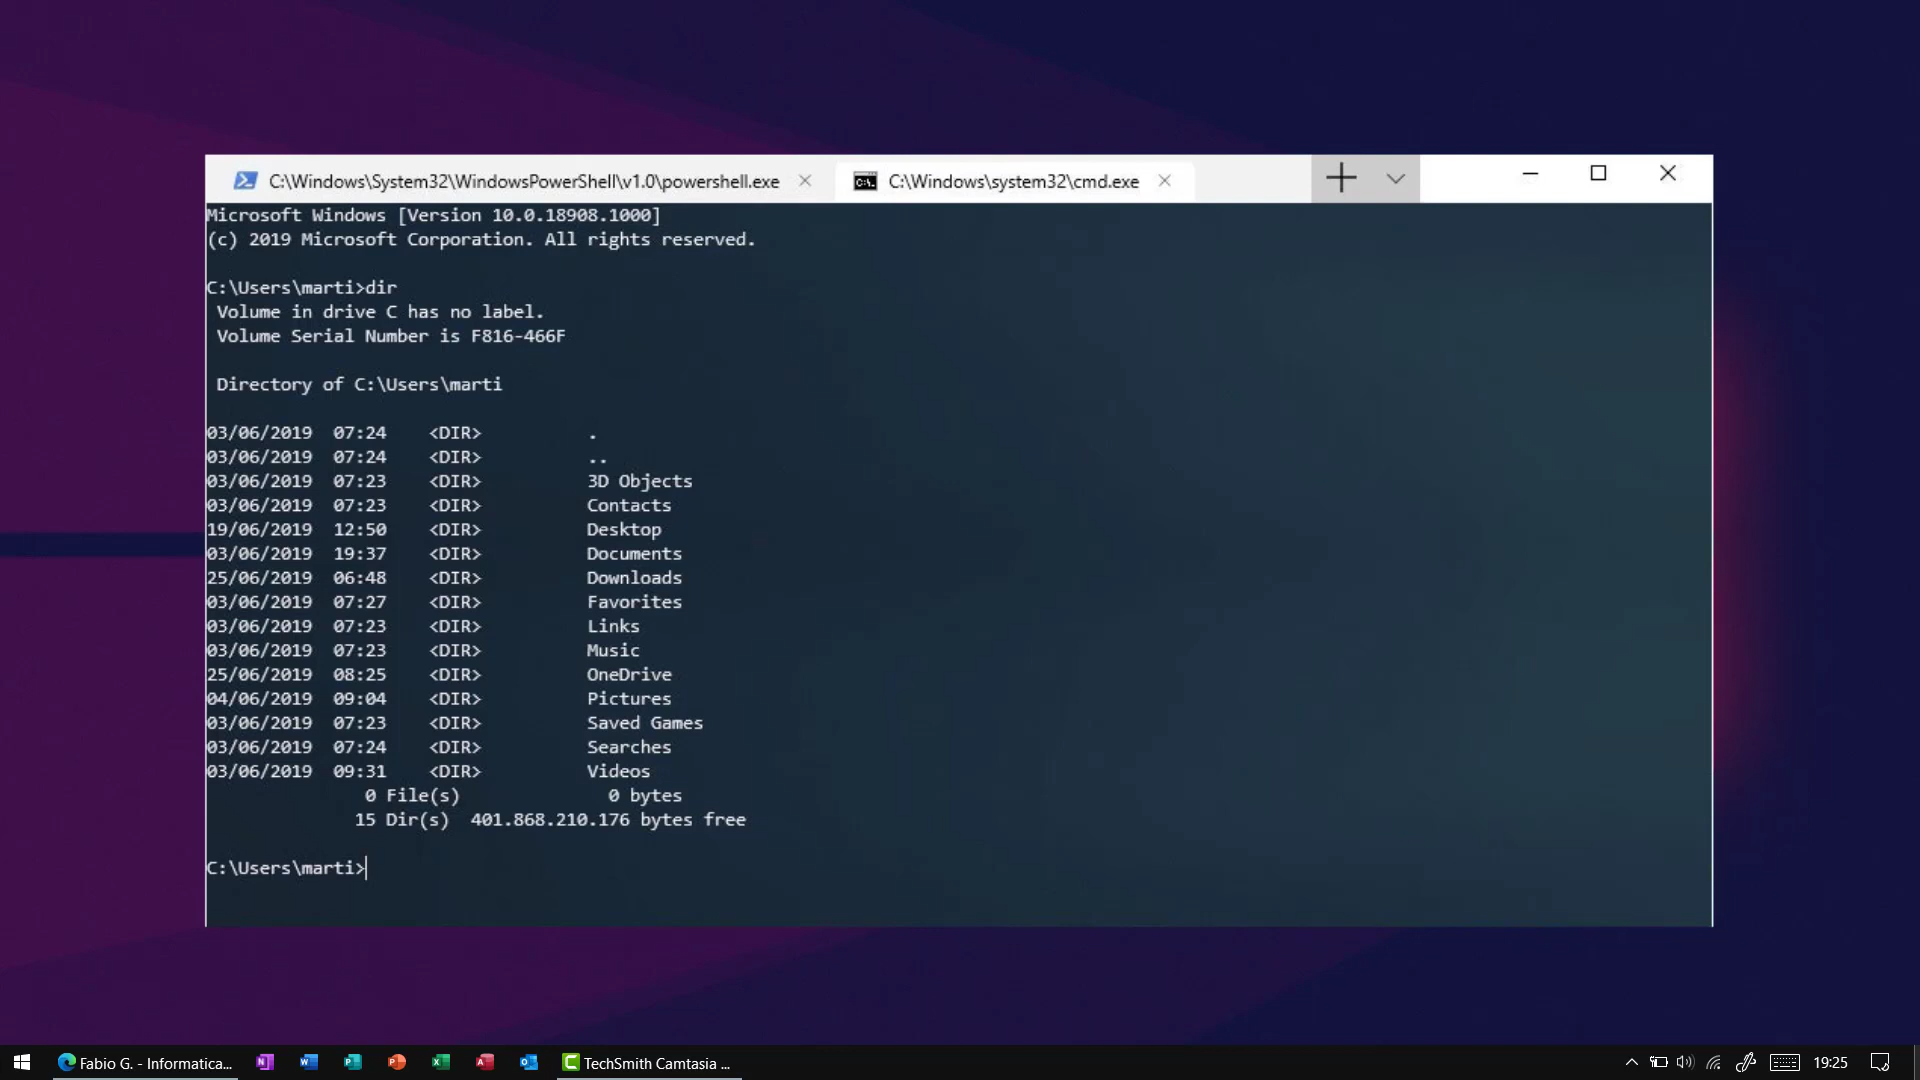 C:\Windows\System32\WindowsPowerShell\v1.0\powershell.exe
C:\Windows\system32\cmd.exe
Microsoft Windows [Version 10.0.18908.1000]
(c) 2019 Microsoft Corporation. All rights reserved.
C:\Users\marti>dir
Volume in drive C has no label.
Volume Serial Number is F816-466F
Directory of C:\Users\marti
03/06/2019 07:24 <DIR> .
03/06/2019 07:24 <DIR> ..
03/06/2019 07:23 <DIR> 3D Objects
03/06/2019 07:23 <DIR> Contacts
19/06/2019 12:50 <DIR> Desktop
03/06/2019 19:37 <DIR> Documents
25/06/2019 06:48 <DIR> Downloads
03/06/2019 07:27 <DIR> Favorites
03/06/2019 07:23 <DIR> Links
03/06/2019 07:23 <DIR> Music
25/06/2019 08:25 <DIR> OneDrive
04/06/2019 09:04 <DIR> Pictures
03/06/2019 07:23 <DIR> Saved Games
03/06/2019 07:24 <DIR> Searches
03/06/2019 09:31 <DIR> Videos
0 File(s) 0 bytes
15 Dir(s) 401.868.210.176 bytes free
C:\Users\marti>
Fabio G. - Informatica...
TechSmith Camtasia ...
19:25